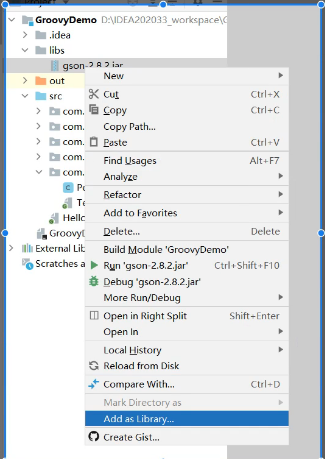 GroovyDemo D:\IDEA202033_workspace\G
.idea
libs
gson-2.8.2.jar
out
src
com.
com.
com.
com.
com.
Po
Te
Hello
GroovyD
External Lib
Scratches a
New
Cut Ctrl+X
Copy Ctrl+C
Copy Path...
Paste Ctrl+V
Find Usages Alt+F7
Analyze
Refactor
Add to Favorites
Delete... Delete
Build Module 'GroovyDemo'
Run 'gson-2.8.2.jar' Ctrl+Shift+F10
Debug 'gson-2.8.2.jar'
More Run/Debug
Open in Right Split Shift+Enter
Open In
Local History
Reload from Disk
Compare With... Ctrl+D
Mark Directory as
Add as Library...
Create Gist...